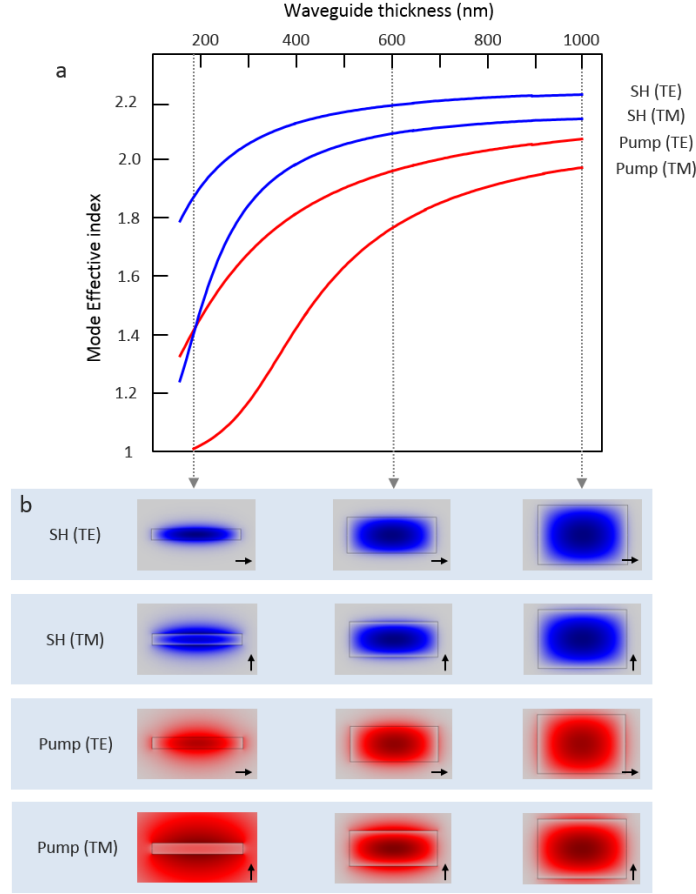 Waveguide thickness (nm)
200 400 600 800 1000
a
Mode Effective index
2.2
2.0
1.8
1.6
1.4
1.2
1
SH (TE)
SH (TM)
Pump (TE)
Pump (TM)
b
SH (TE)
SH (TM)
Pump (TE)
Pump (TM)